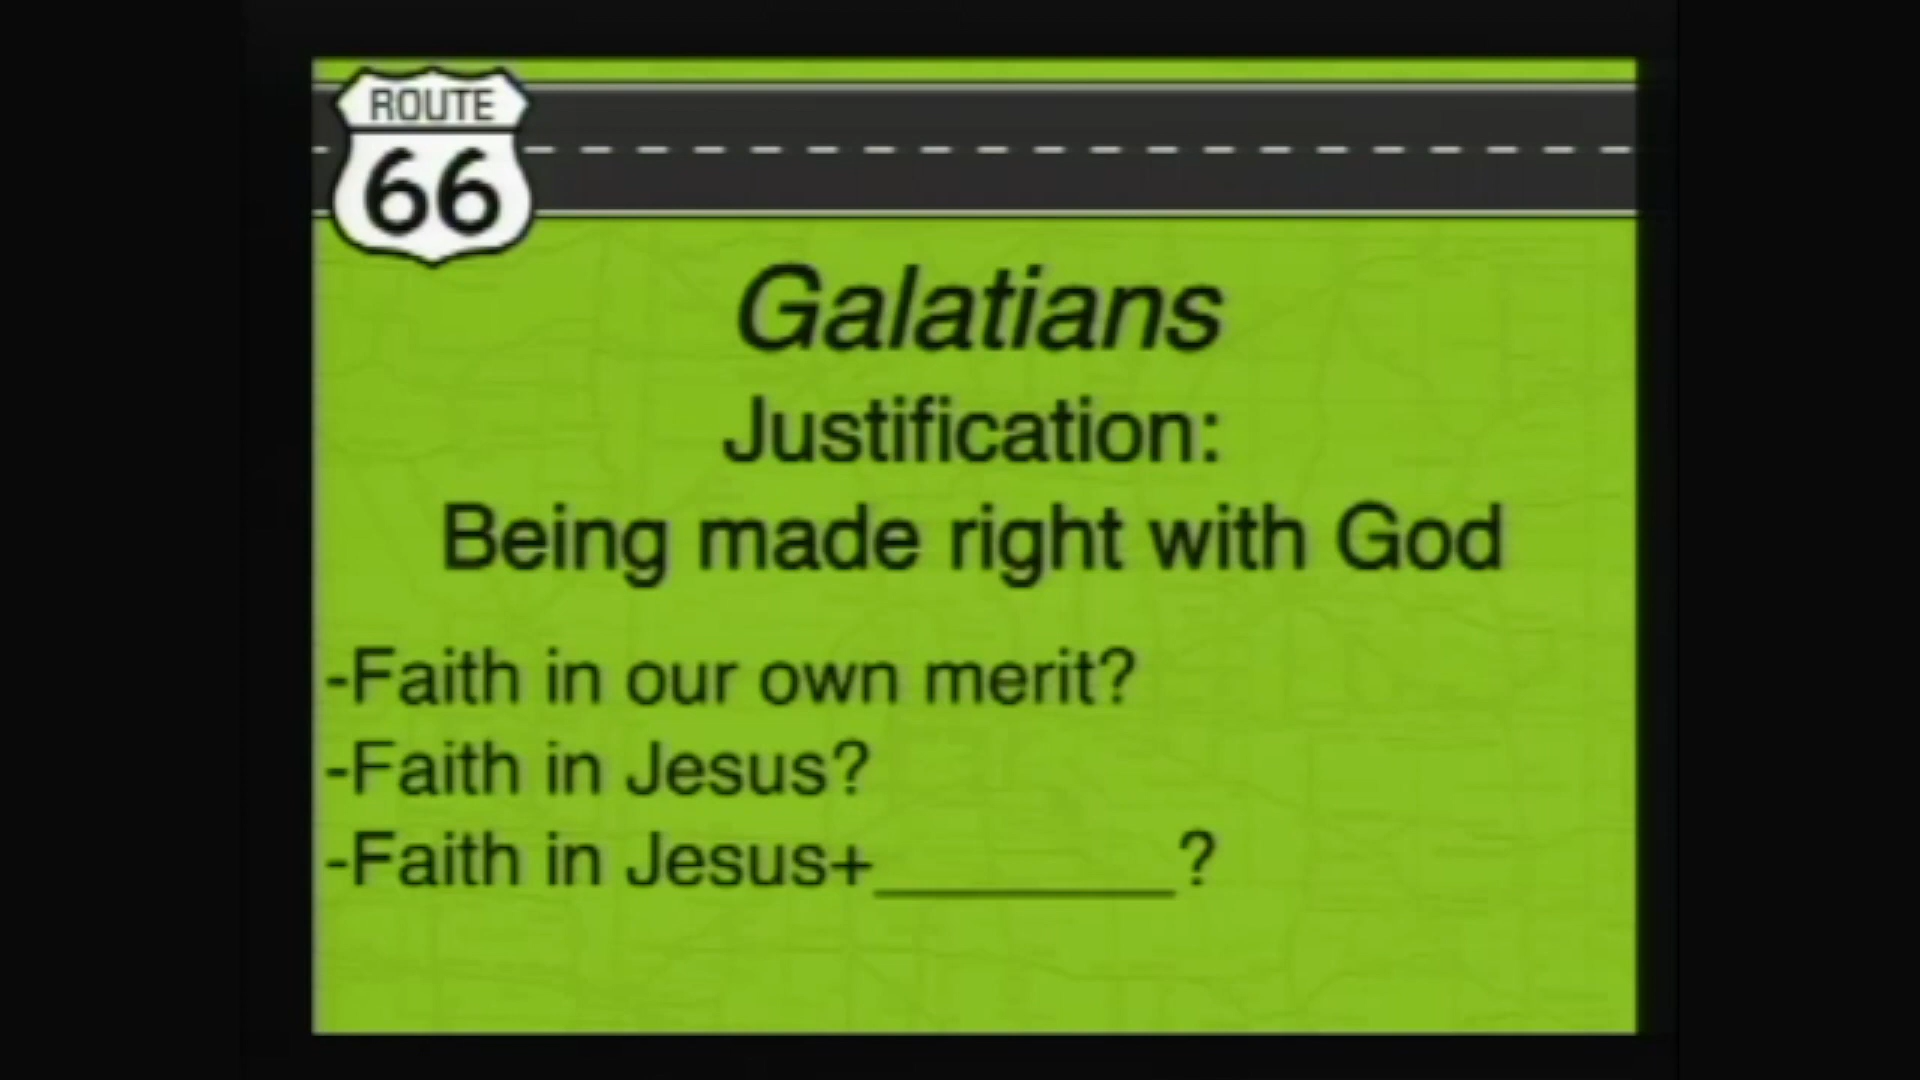 ROUTE
66
Galatians
Justification:
Being made right with God
-Faith in our own merit?
-Faith in Jesus?
-Faith in Jesus+________?